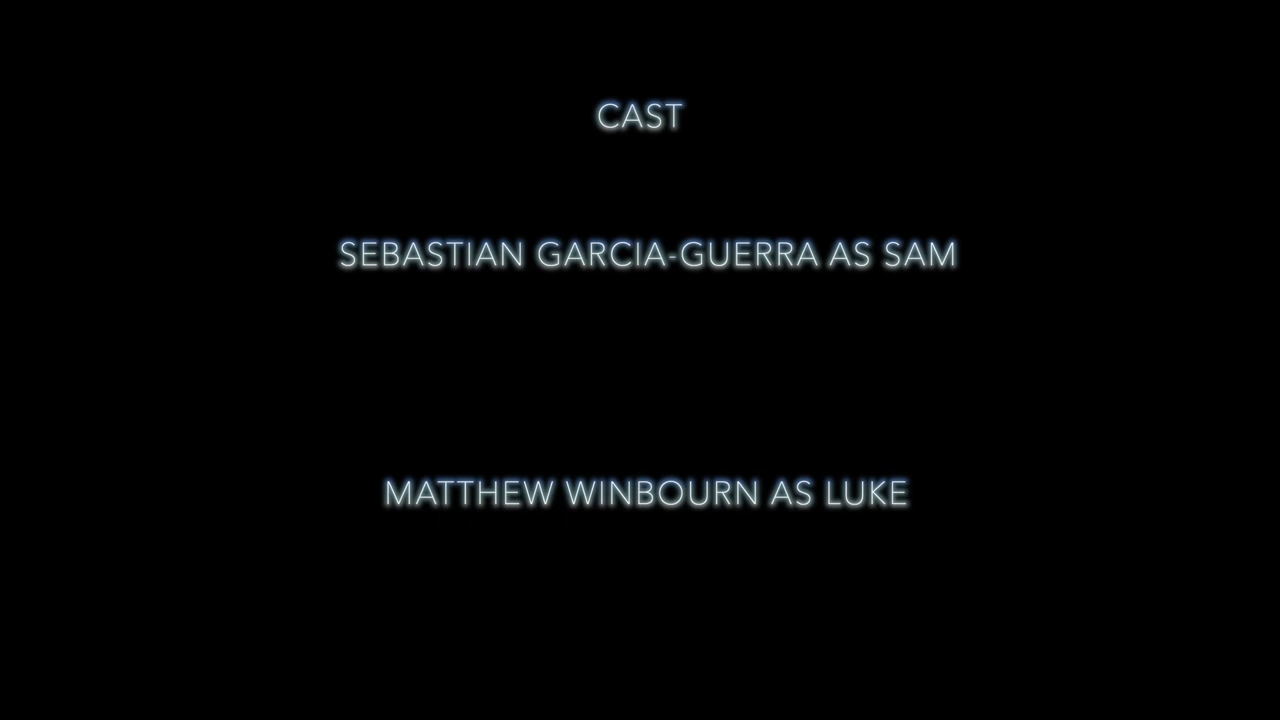 CAST
SEBASTIAN GARCIA-GUERRA AS SAM
MATTHEW WINBOURN AS LUKE